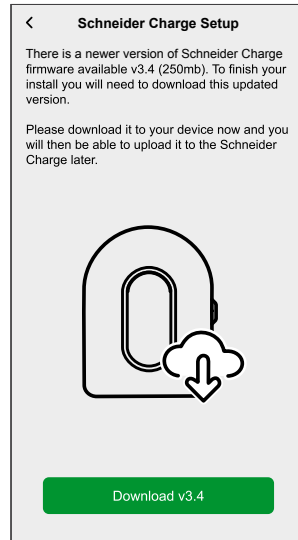 Schneider Charge Setup
There is a newer version of Schneider Charge
firmware available v3.4 (250mb). To finish your
install you will need to download this updated
version.
Please download it to your device now and you
will then be able to upload it to the Schneider
Charge later.
Download v3.4